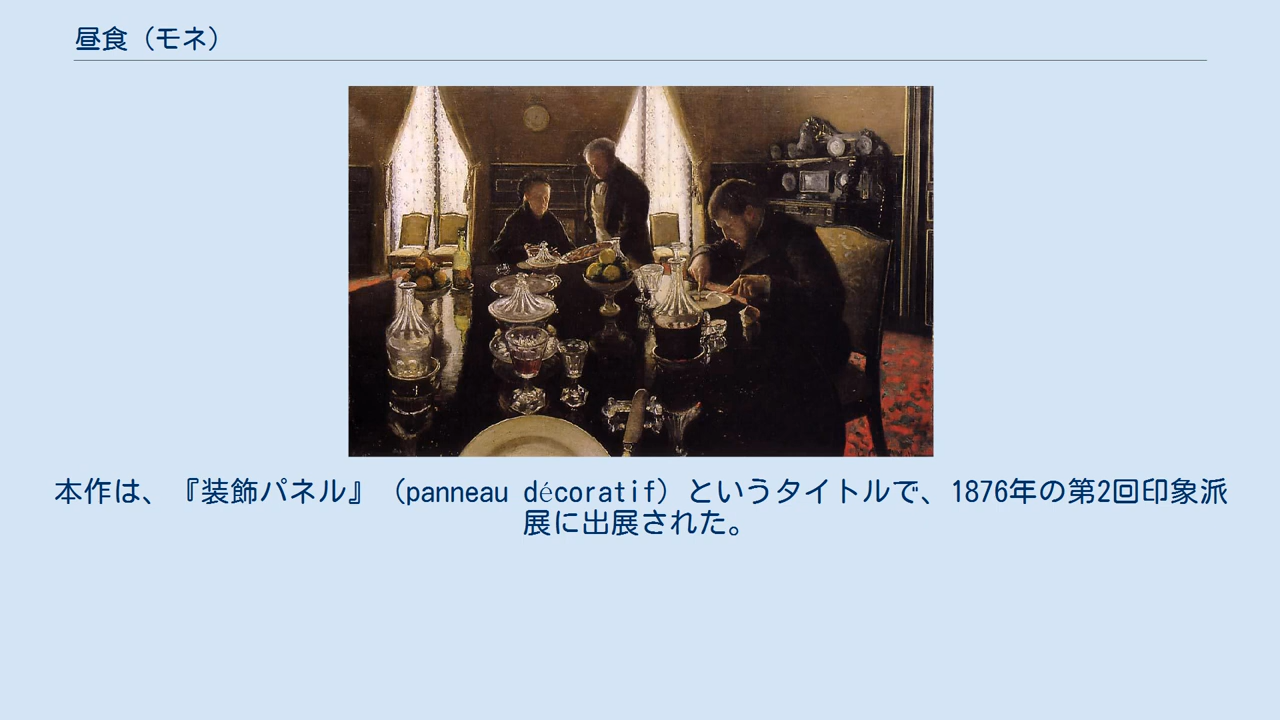 昼食（モネ）
本作は、『装飾パネル』（panneau décoratif）というタイトルで、1876年の第2回印象派
展に出展された。